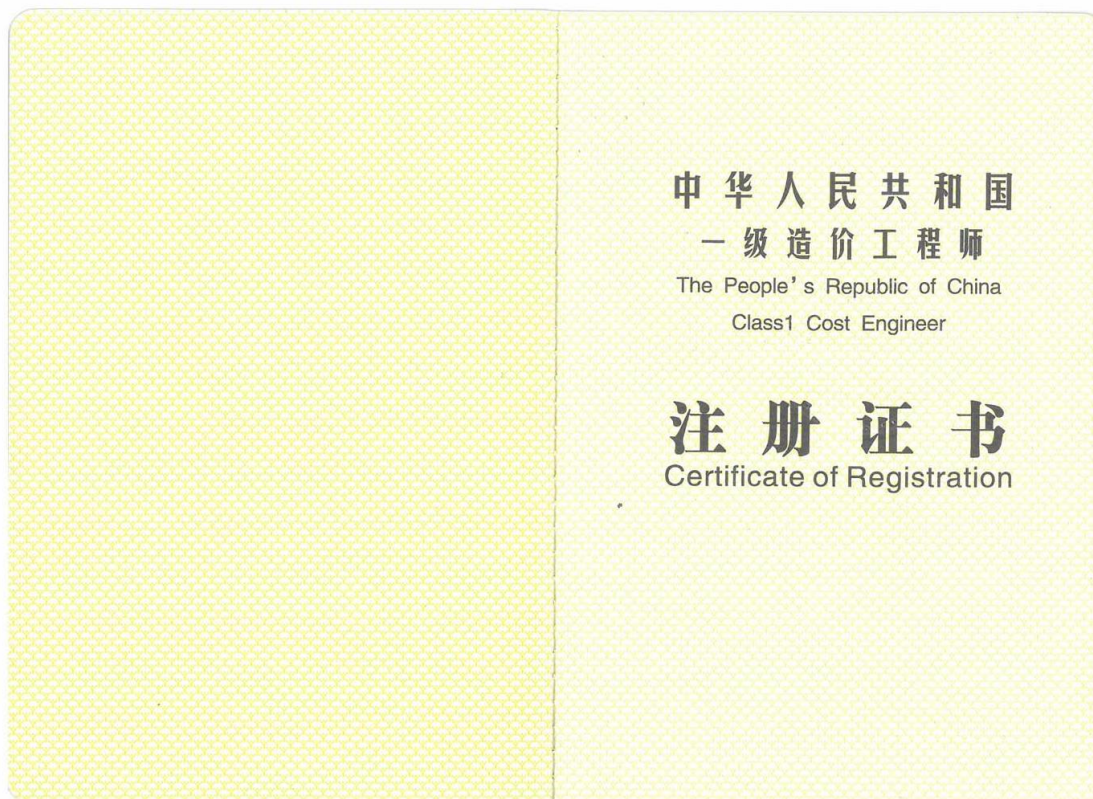 中华人民共和国
一级造价工程师
The People's Republic of China
Class1 Cost Engineer
注册证书
Certificate of Registration